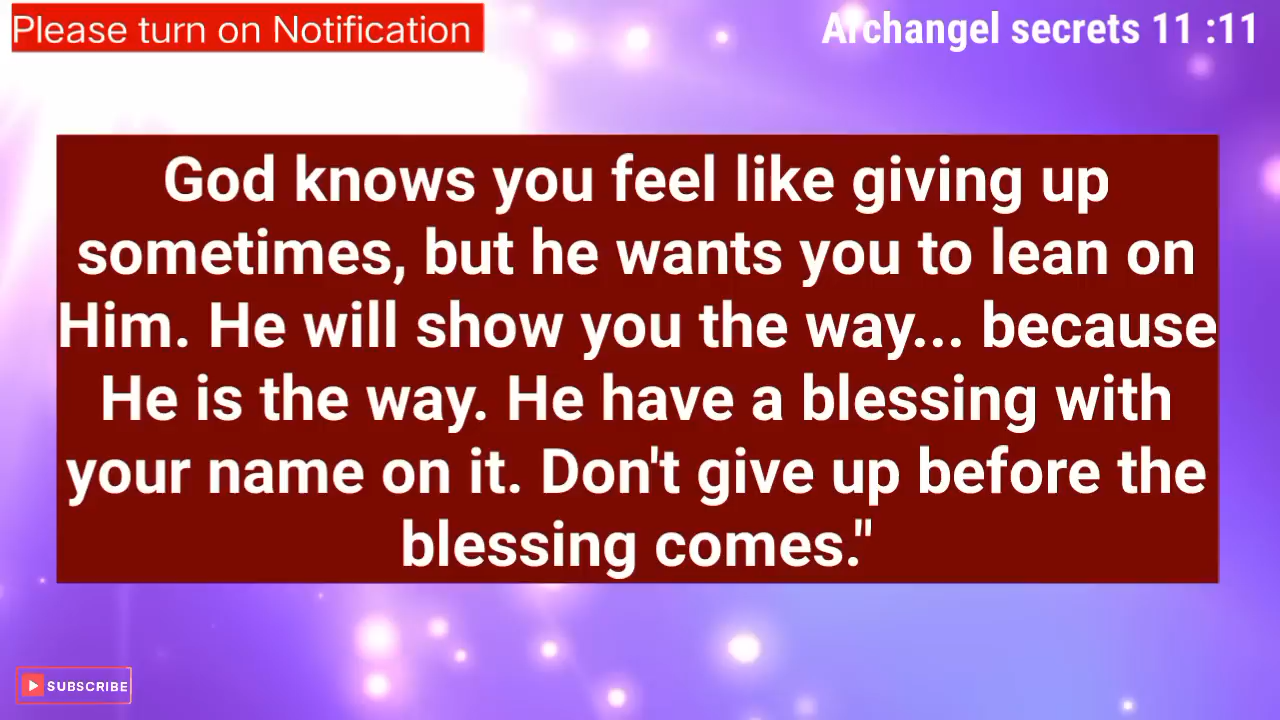 Please turn on Notification
Archangel secrets 11 :11
God knows you feel like giving up
sometimes, but he wants you to lean on
Him. He will show you the way... because
He is the way. He have a blessing with
your name on it. Don't give up before the
blessing comes."
SUBSCRIBE